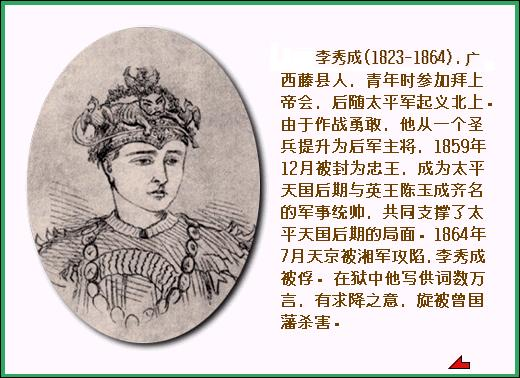 李秀成(1823-1864),广
西藤县人,青年时参加拜上
帝会,后随太平军起义北上。
由于作战勇敢,他从一个圣
兵提升为后军主将,1859年
12月被封为忠王,成为太平
天国后期与英王陈玉成齐名
的军事统帅,共同支撑了太
平天国后期的局面。1864年
7月天京被湘军攻陷,李秀成
被俘。在狱中他写供词数万
言,有求降之意,旋被曾国
藩杀害。